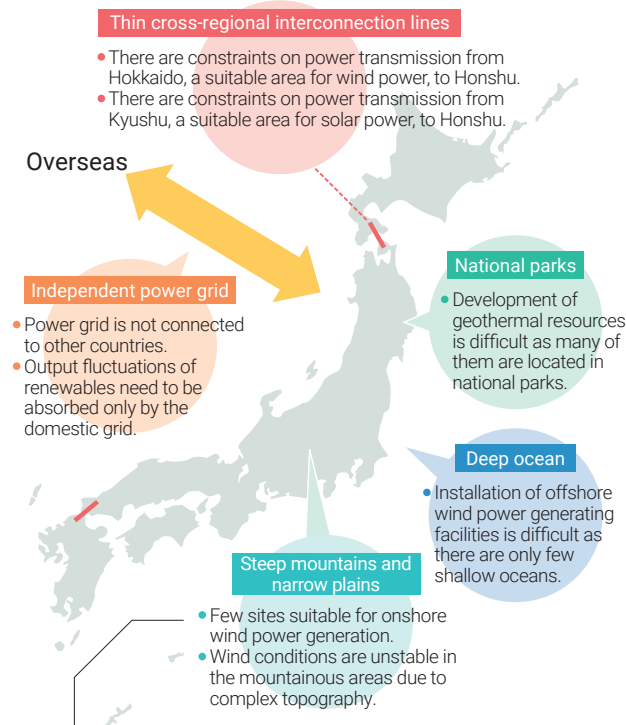 Thin cross-regional interconnection lines
• There are constraints on power transmission from
Hokkaido, a suitable area for wind power, to Honshu.
• There are constraints on power transmission from
Kyushu, a suitable area for solar power, to Honshu.
Overseas
Independent power grid
• Power grid is not connected
to other countries.
• Output fluctuations of
renewables need to be
absorbed only by the
domestic grid.
National parks
• Development of
geothermal resources
is difficult as many of
them are located in
national parks.
Deep ocean
• Installation of offshore
wind power generating
facilities is difficult as
there are only few
shallow oceans.
Steep mountains and
narrow plains
• Few sites suitable for onshore
wind power generation.
• Wind conditions are unstable in
the mountainous areas due to
complex topography.